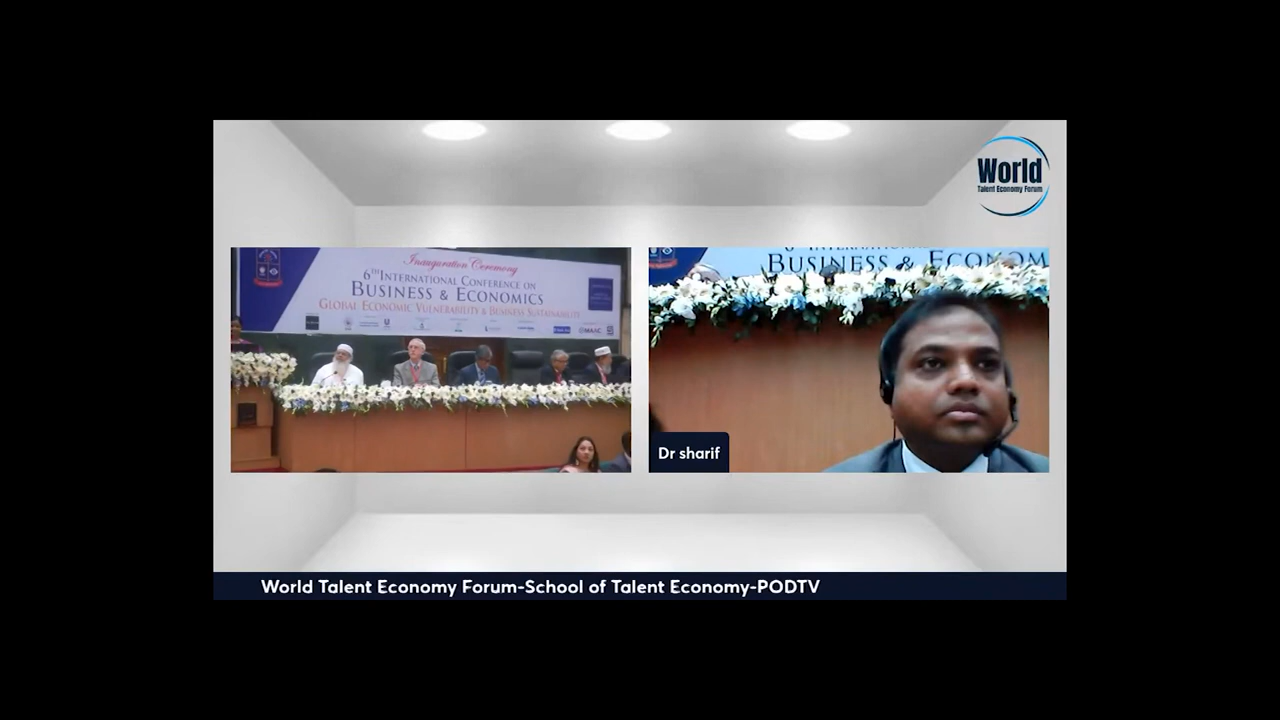 World
Talent Economy Forum
Inauguration Ceremony
6TH INTERNATIONAL CONFERENCE ON
BUSINESS & ECONOMICS
GLOBAL ECONOMIC VULNERABILITY & BUSINESS SUSTAINABILITY
BUSINESS & ECONOM
Dr sharif
World Talent Economy Forum-School of Talent Economy-PODTV